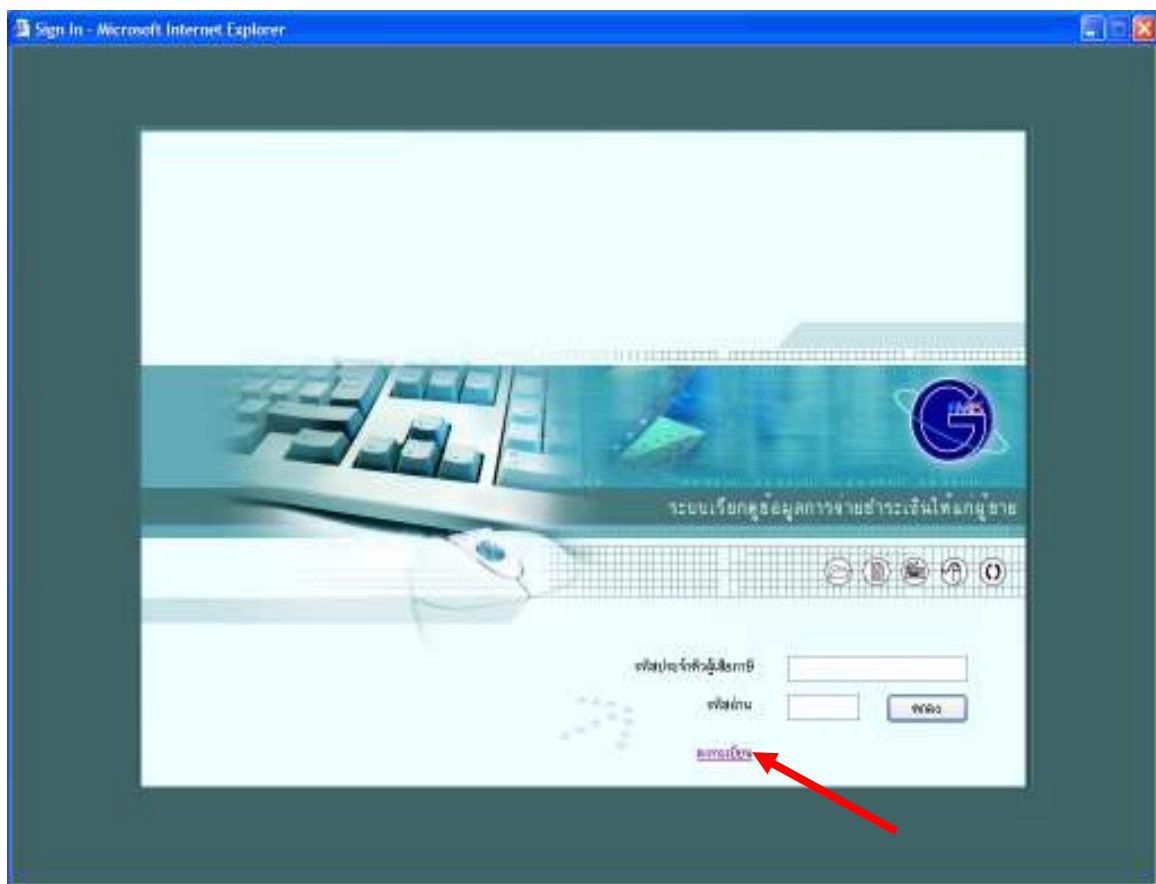 Sign In - Microsoft Internet Explorer
ระบบเรียกดูข้อมูลการจ่ายชำระเงินให้แก่ผู้ขาย
รหัสประจำตัวผู้เสียภาษี
รหัสผ่าน
ตกลง
ลงทะเบียน